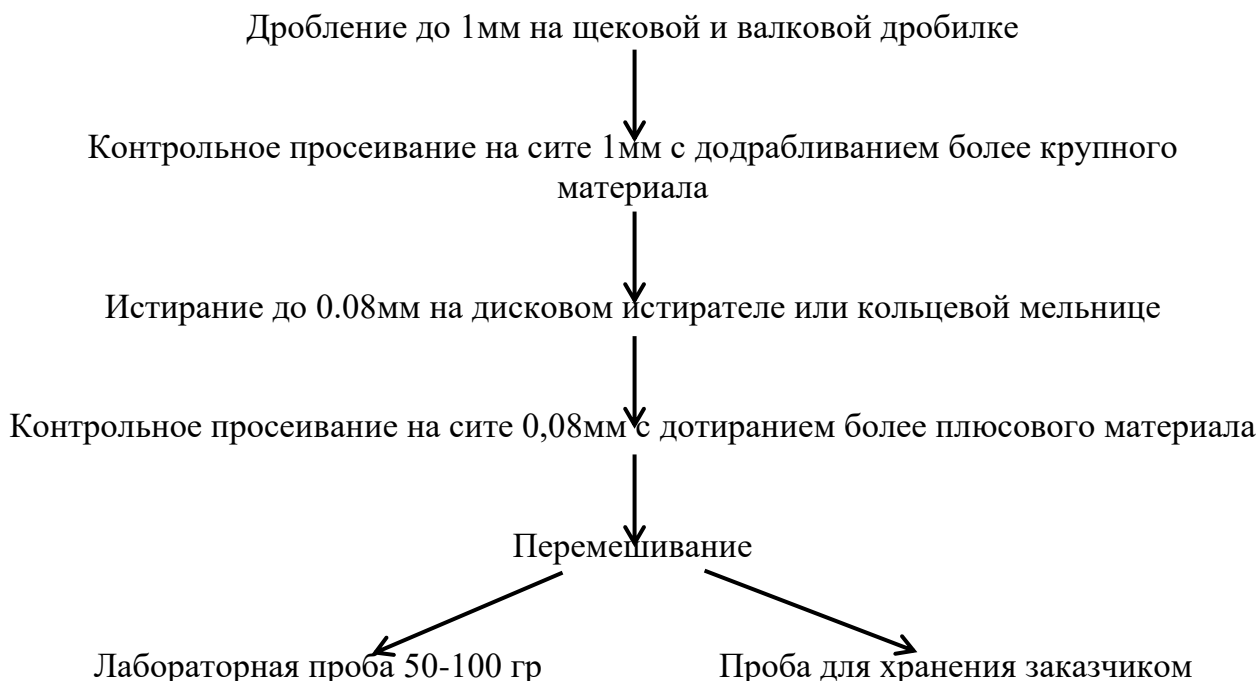 Дробление до 1мм на щековой и валковой дробилке
Контрольное просеивание на сите 1мм с додрабливанием более крупного
материала
Истирание до 0.08мм на дисковом истирателе или кольцевой мельнице
Контрольное просеивание на сите 0,08мм с дотиранием более плюсового материала
Перемешивание
Лабораторная проба 50-100 гр
Проба для хранения заказчиком